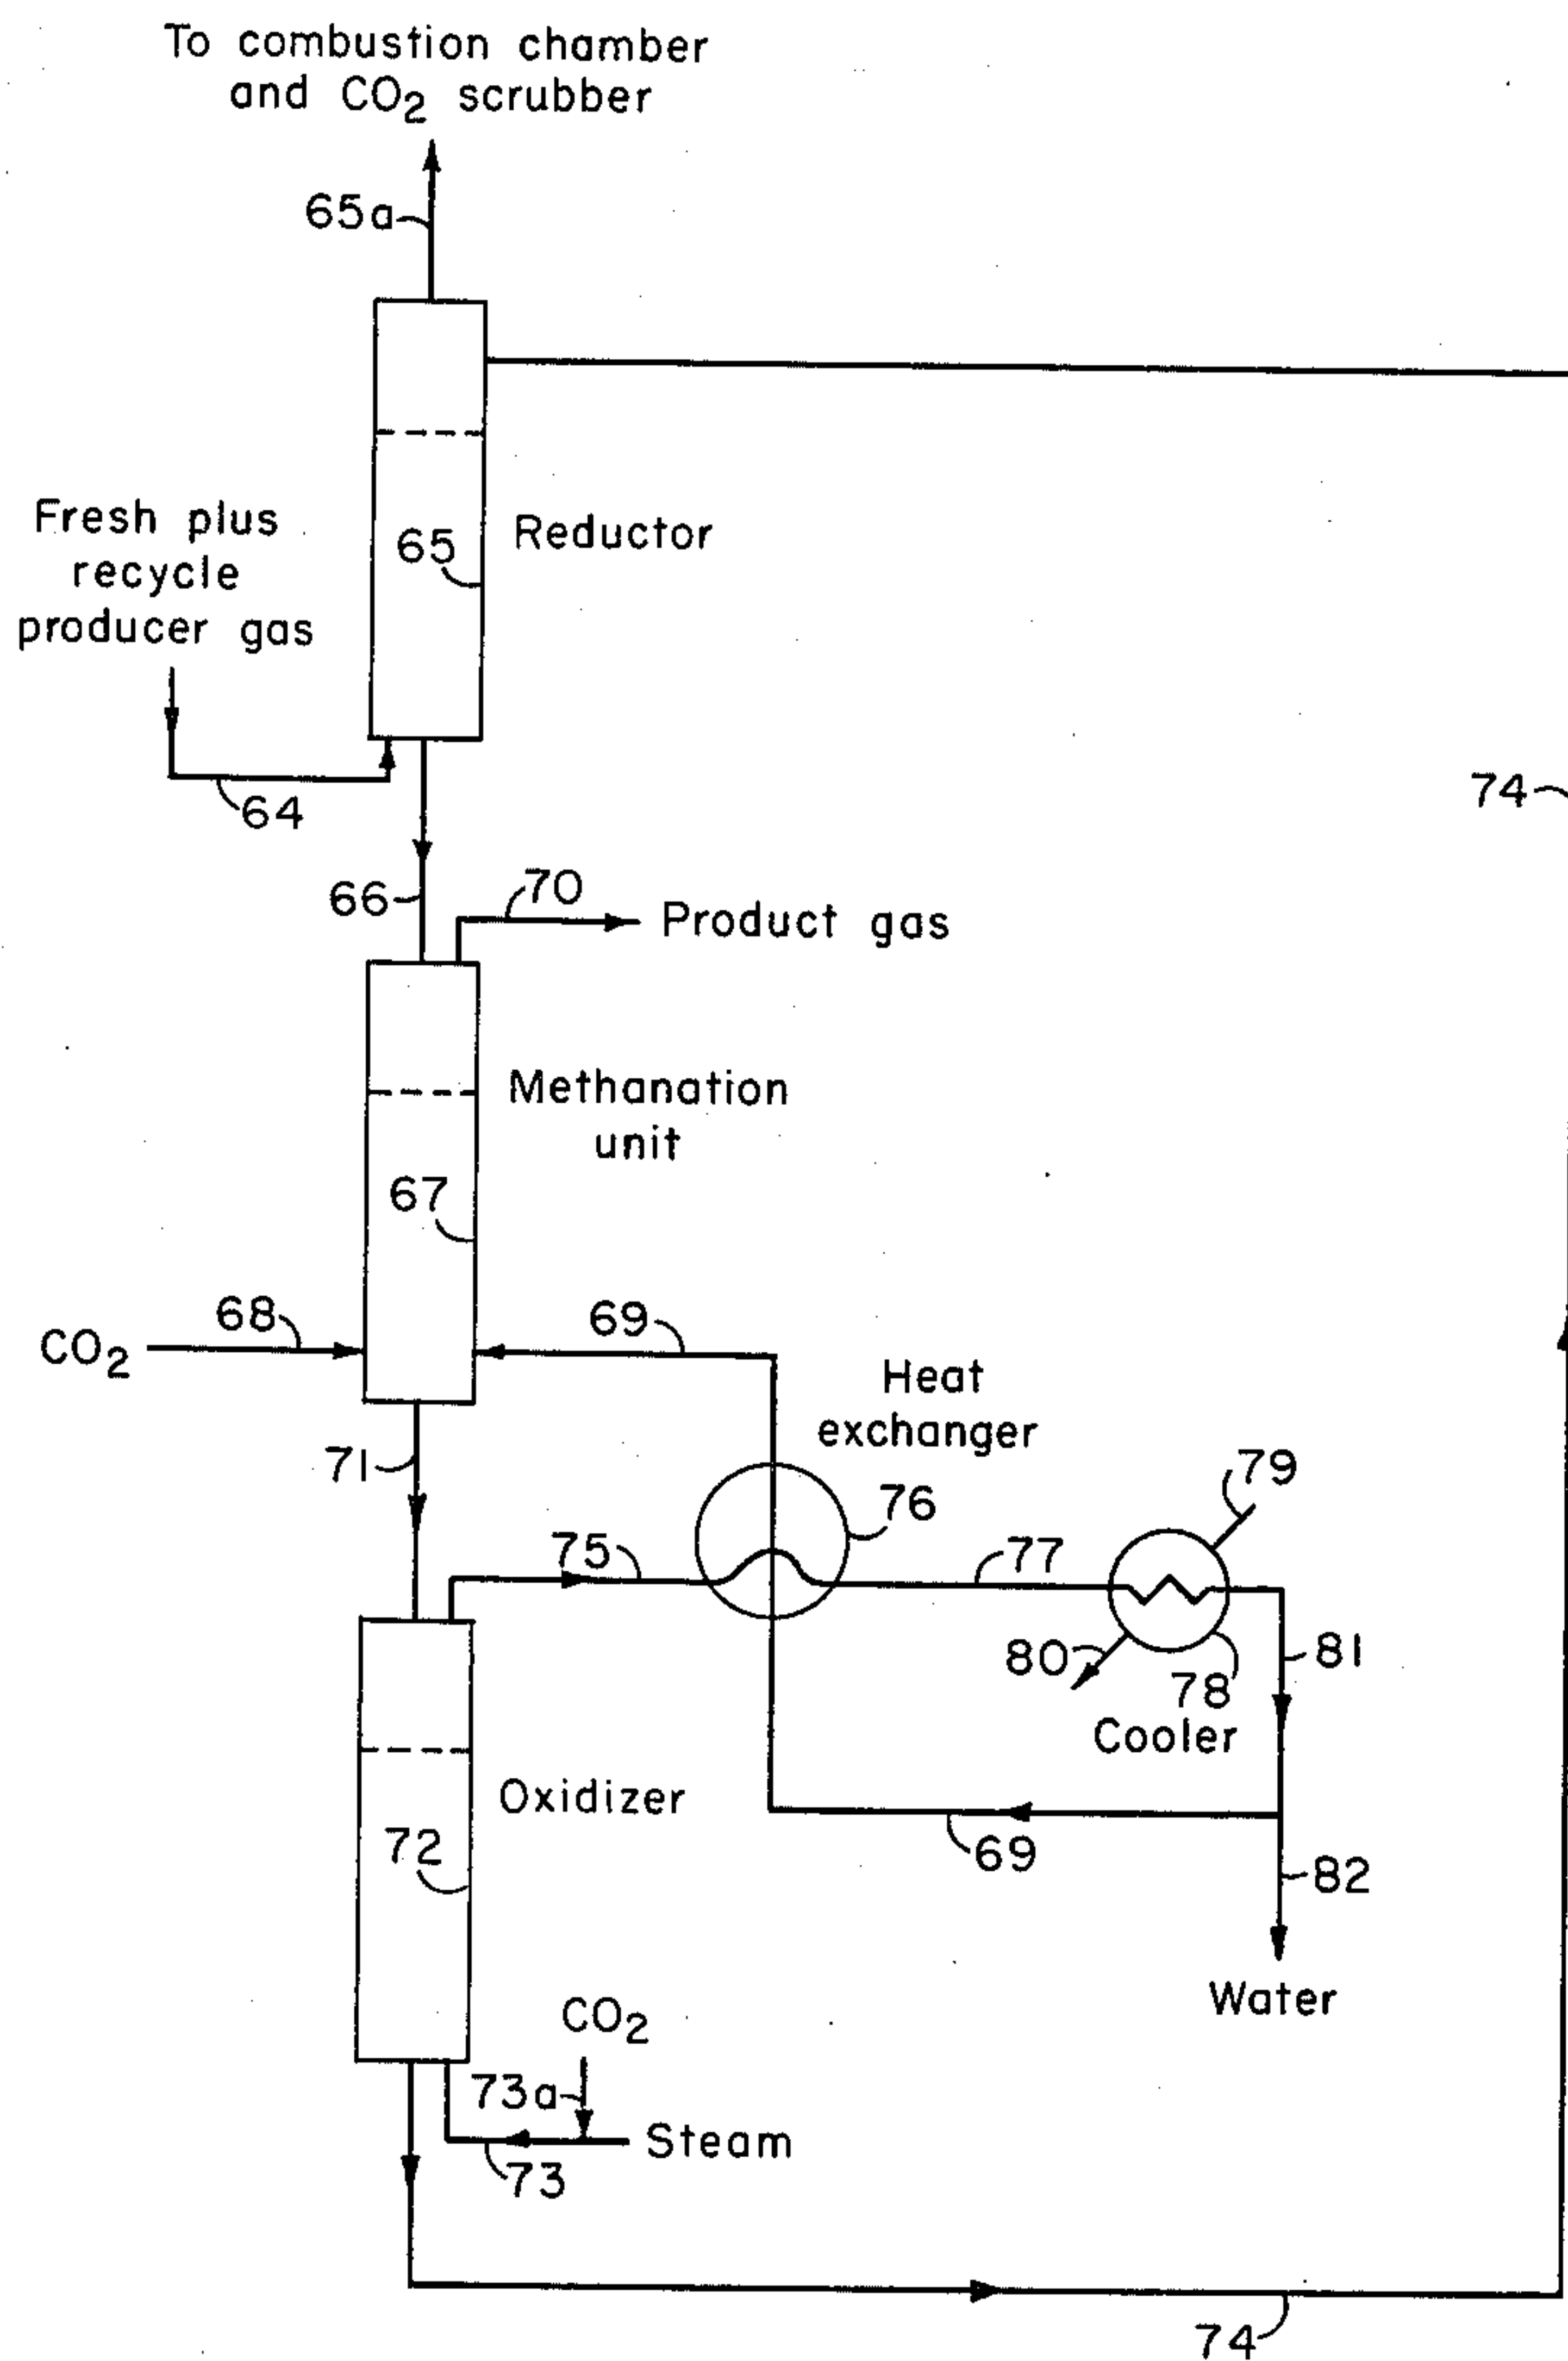 To combustion chamber
and CO2 scrubber
65a
Reductor
65
Fresh plus
recycle
producer gas
64
74
66
70
Product gas
Methanation
unit
67
68
CO2
69
Heat
exchanger
71
76
79
75
77
80
78
81
Cooler
Oxidizer
72
69
82
Water
CO2
73a
Steam
73
74